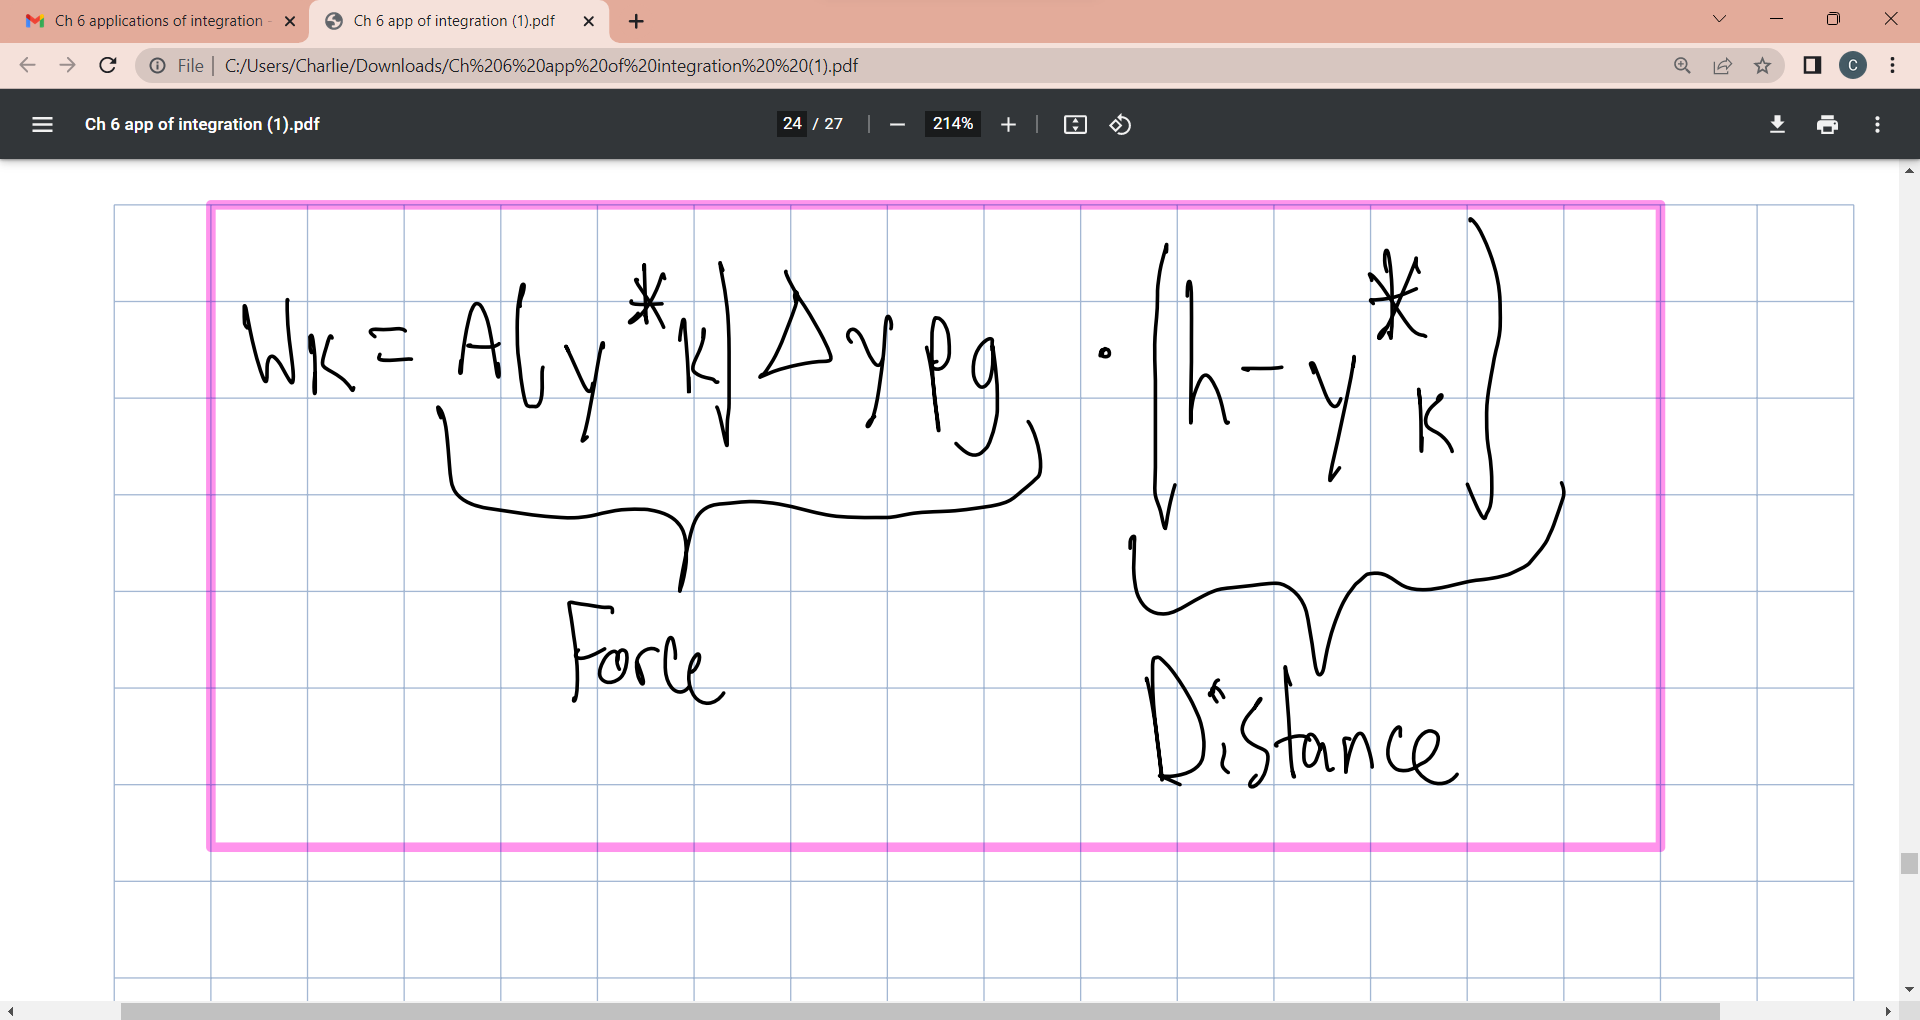 Ch 6 applications of integration
Ch 6 app of integration (1).pdf
File | C:/Users/Charlie/Downloads/Ch%206%20app%20of%20integration%20%20(1).pdf
C
Ch 6 app of integration (1).pdf
24 / 27
214%
Wk = A(y*k) Δy ρg · (h - y*k)
Force
Distance